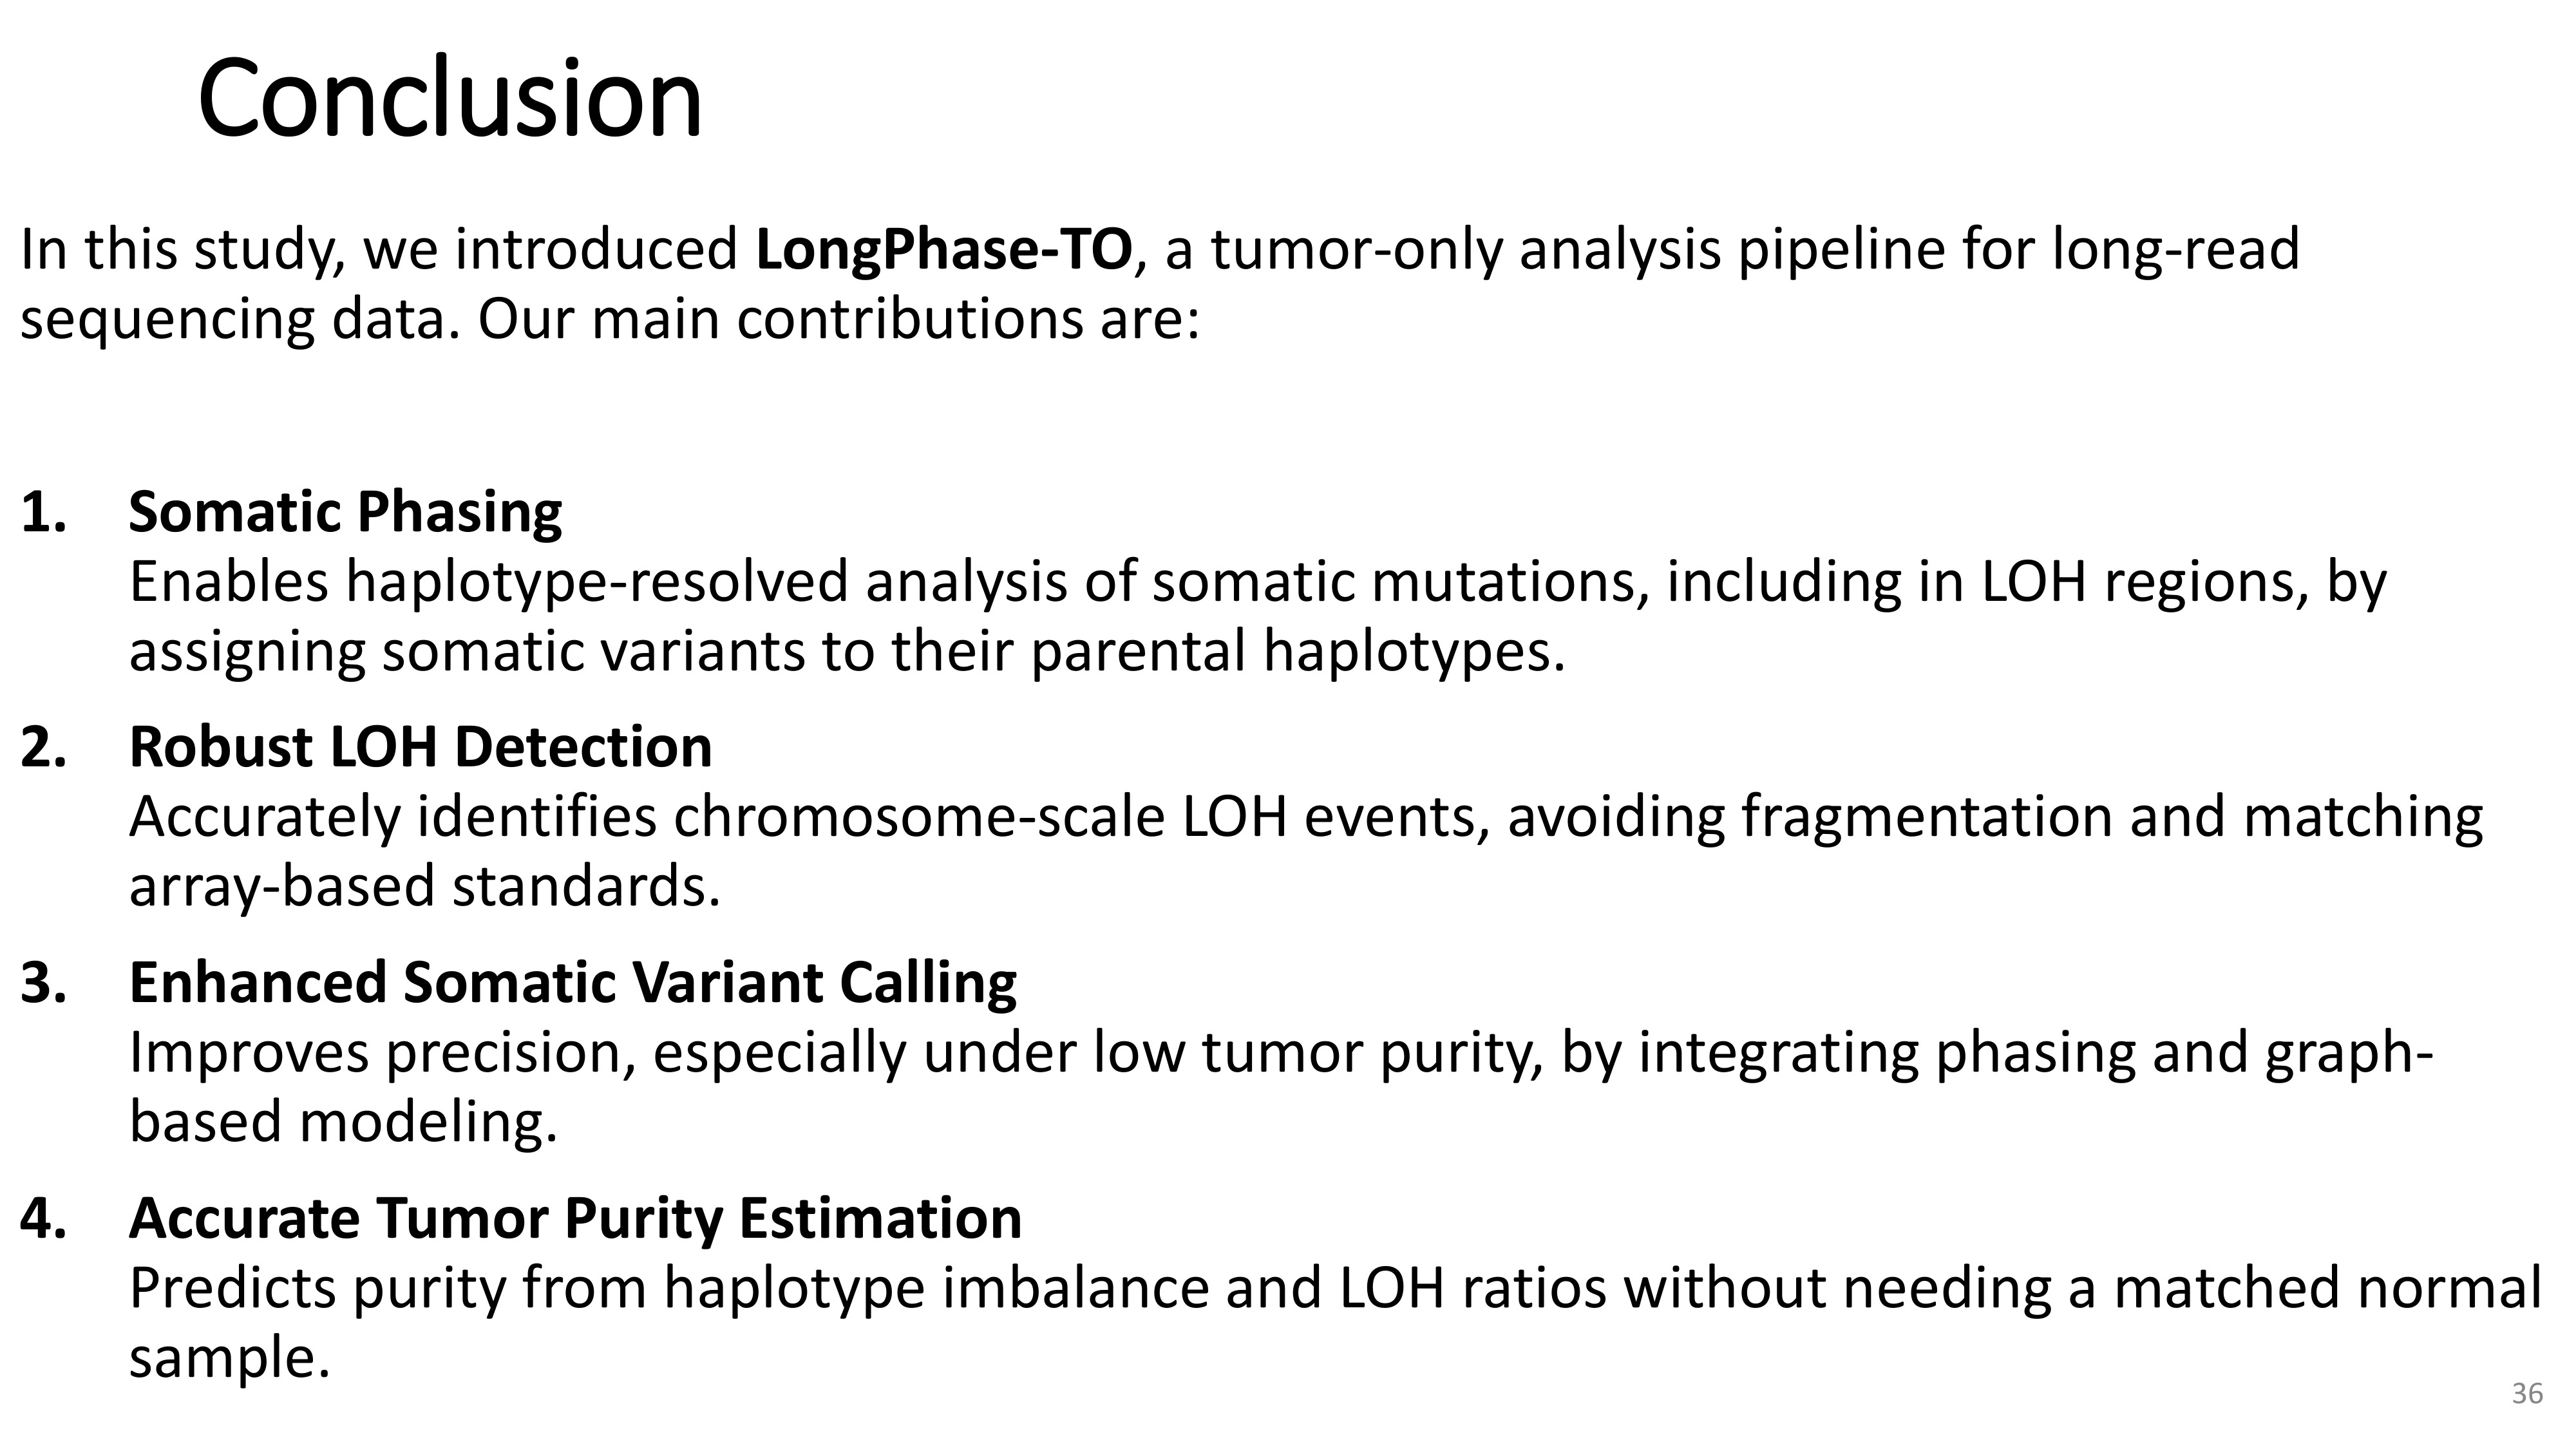 Conclusion
In this study, we introduced LongPhase-TO, a tumor-only analysis pipeline for long-read
sequencing data. Our main contributions are:
1. Somatic Phasing
Enables haplotype-resolved analysis of somatic mutations, including in LOH regions, by
assigning somatic variants to their parental haplotypes.
2. Robust LOH Detection
Accurately identifies chromosome-scale LOH events, avoiding fragmentation and matching
array-based standards.
3. Enhanced Somatic Variant Calling
Improves precision, especially under low tumor purity, by integrating phasing and graph-
based modeling.
4. Accurate Tumor Purity Estimation
Predicts purity from haplotype imbalance and LOH ratios without needing a matched normal
sample.
36